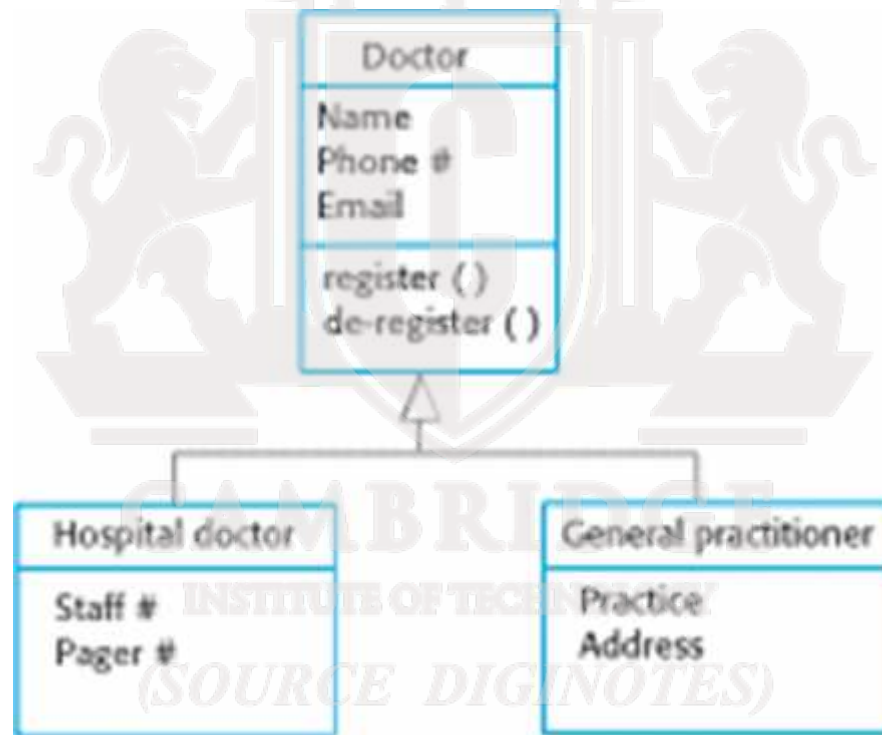 Doctor
Name
Phone #
Email
register ( )
de-register ( )
Hospital doctor
Staff #
Pager #
General practitioner
Practice
Address
CAMBRIDGE
INSTITUTE OF TECHNOLOGY
(SOURCE DIGINOTES)